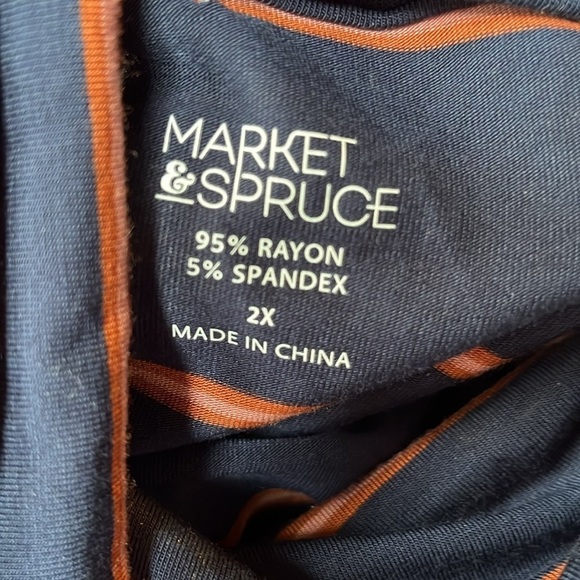 MARKET
& SPRUCE
95% RAYON
5% SPANDEX
2X
MADE IN CHINA